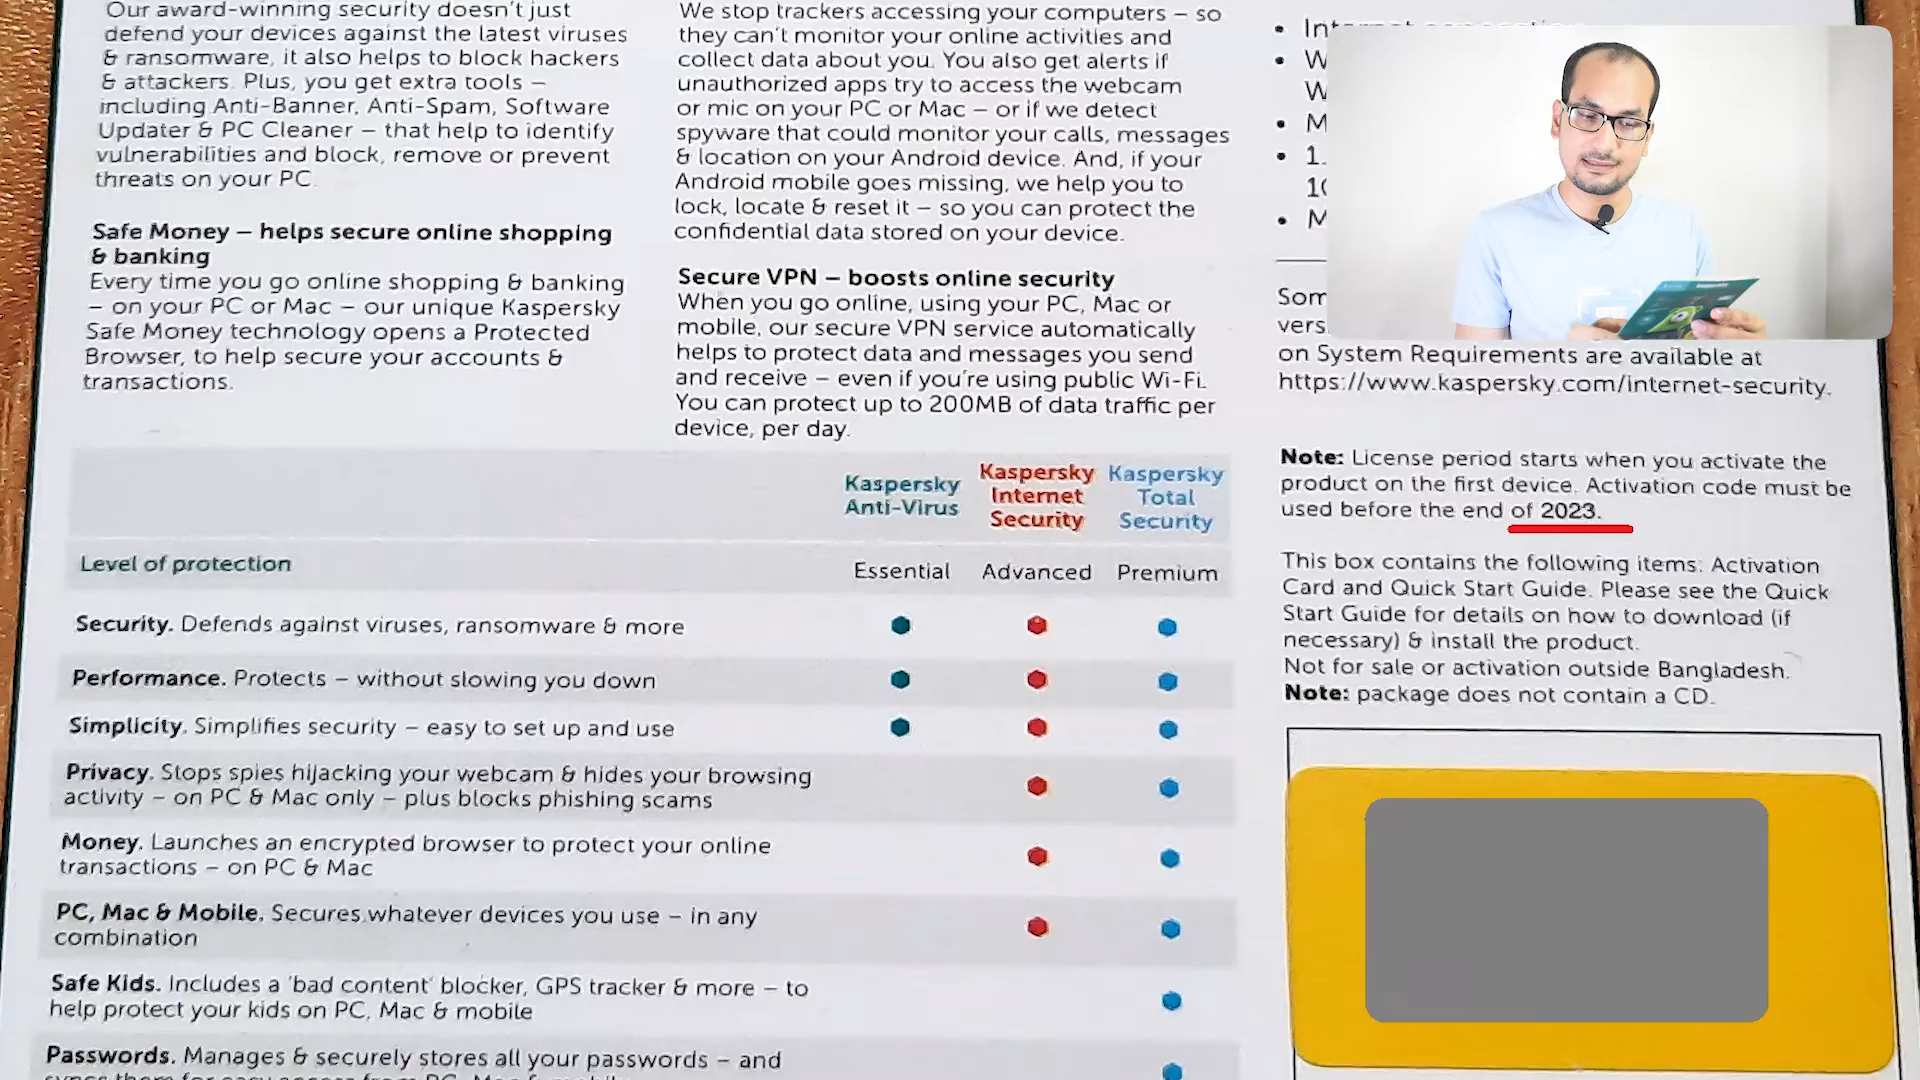 Our award-winning security doesn't just
defend your devices against the latest viruses
& ransomware, it also helps to block hackers
& attackers. Plus, you get extra tools –
including Anti-Banner, Anti-Spam, Software
Updater & PC Cleaner – that help to identify
vulnerabilities and block, remove or prevent
threats on your PC.
Safe Money – helps secure online shopping
& banking
Every time you go online shopping & banking
– on your PC or Mac – our unique Kaspersky
Safe Money technology opens a Protected
Browser, to help secure your accounts &
transactions.
We stop trackers accessing your computers – so
they can't monitor your online activities and
collect data about you. You also get alerts if
unauthorized apps try to access the webcam
or mic on your PC or Mac – or if we detect
spyware that could monitor your calls, messages
& location on your Android device. And, if your
Android mobile goes missing, we help you to
lock, locate & reset it – so you can protect the
confidential data stored on your device.
Secure VPN – boosts online security
When you go online, using your PC, Mac or
mobile, our secure VPN service automatically
helps to protect data and messages you send
and receive – even if you're using public Wi-Fi.
You can protect up to 200MB of data traffic per
device, per day.
on System Requirements are available at
https://www.kaspersky.com/internet-security.
Note: License period starts when you activate the
product on the first device. Activation code must be
used before the end of 2023.
This box contains the following items: Activation
Card and Quick Start Guide. Please see the Quick
Start Guide for details on how to download (if
necessary) & install the product.
Not for sale or activation outside Bangladesh.
Note: package does not contain a CD.
Kaspersky Anti-Virus
Kaspersky Internet Security
Kaspersky Total Security
Level of protection Essential Advanced Premium
Security. Defends against viruses, ransomware & more
Performance. Protects – without slowing you down
Simplicity. Simplifies security – easy to set up and use
Privacy. Stops spies hijacking your webcam & hides your browsing
activity – on PC & Mac only – plus blocks phishing scams
Money. Launches an encrypted browser to protect your online
transactions – on PC & Mac
PC, Mac & Mobile. Secures whatever devices you use – in any
combination
Safe Kids. Includes a 'bad content' blocker, GPS tracker & more – to
help protect your kids on PC, Mac & mobile
Passwords. Manages & securely stores all your passwords – and